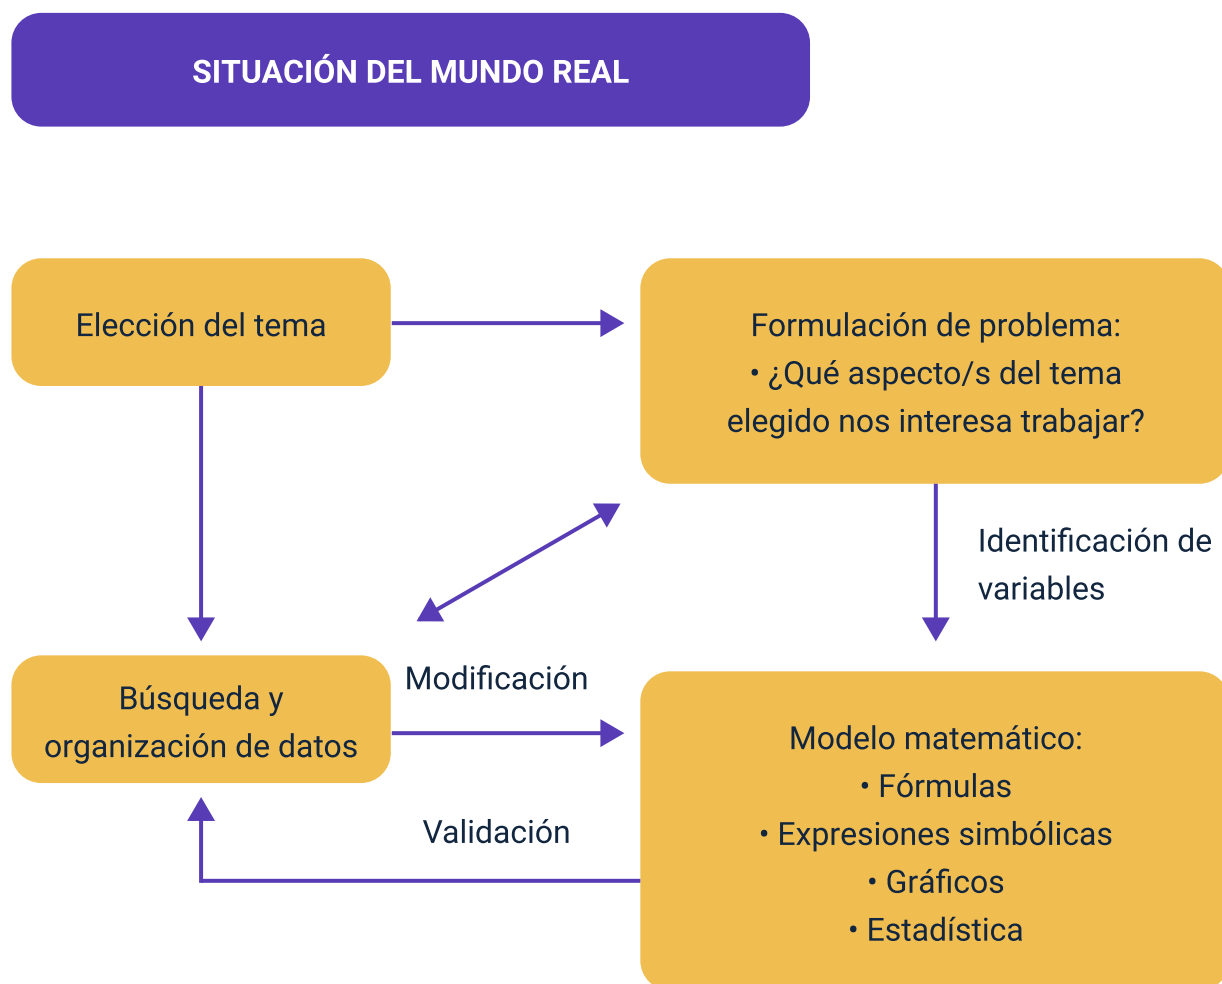 SITUACIÓN DEL MUNDO REAL
Elección del tema
Formulación de problema:
• ¿Qué aspecto/s del tema
elegido nos interesa trabajar?
Identificación de
variables
Búsqueda y
organización de datos
Modificación
Validación
Modelo matemático:
• Fórmulas
• Expresiones simbólicas
• Gráficos
• Estadística